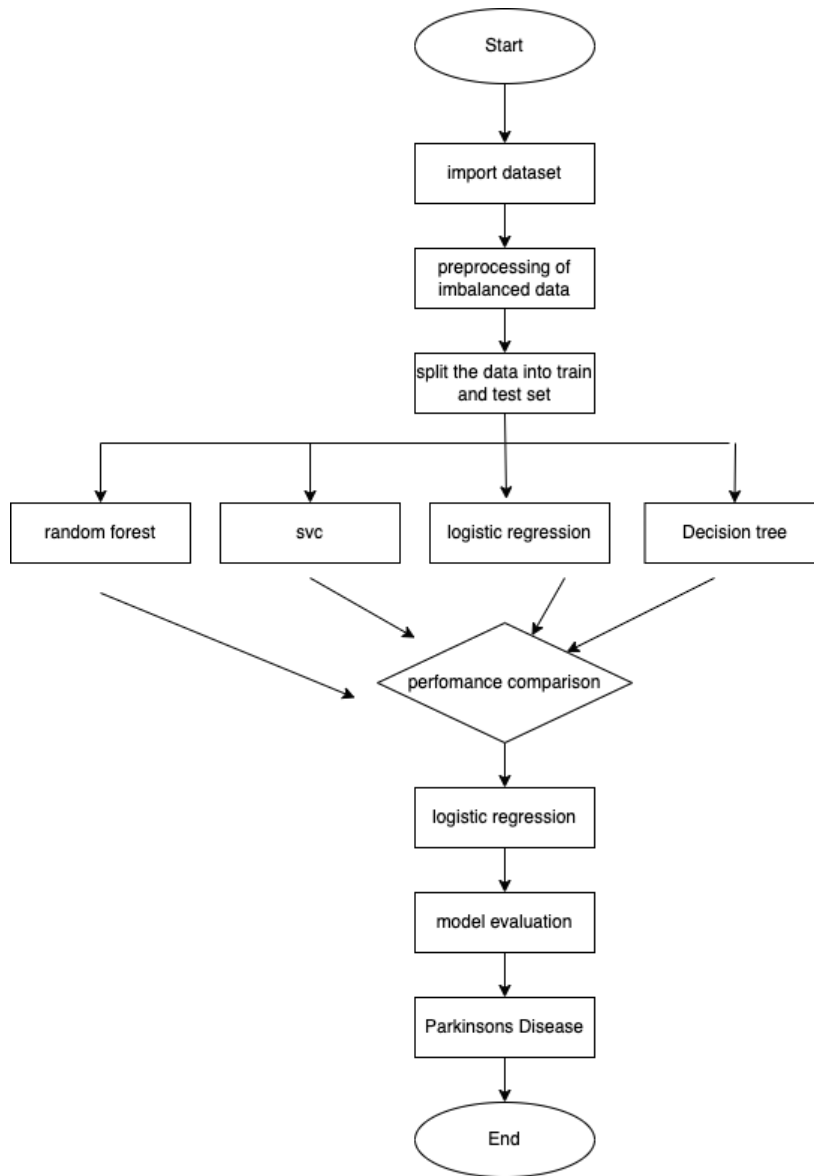 Start
import dataset
preprocessing of
imbalanced data
split the data into train
and test set
random forest
svc
logistic regression
Decision tree
perfomance comparison
logistic regression
model evaluation
Parkinsons Disease
End